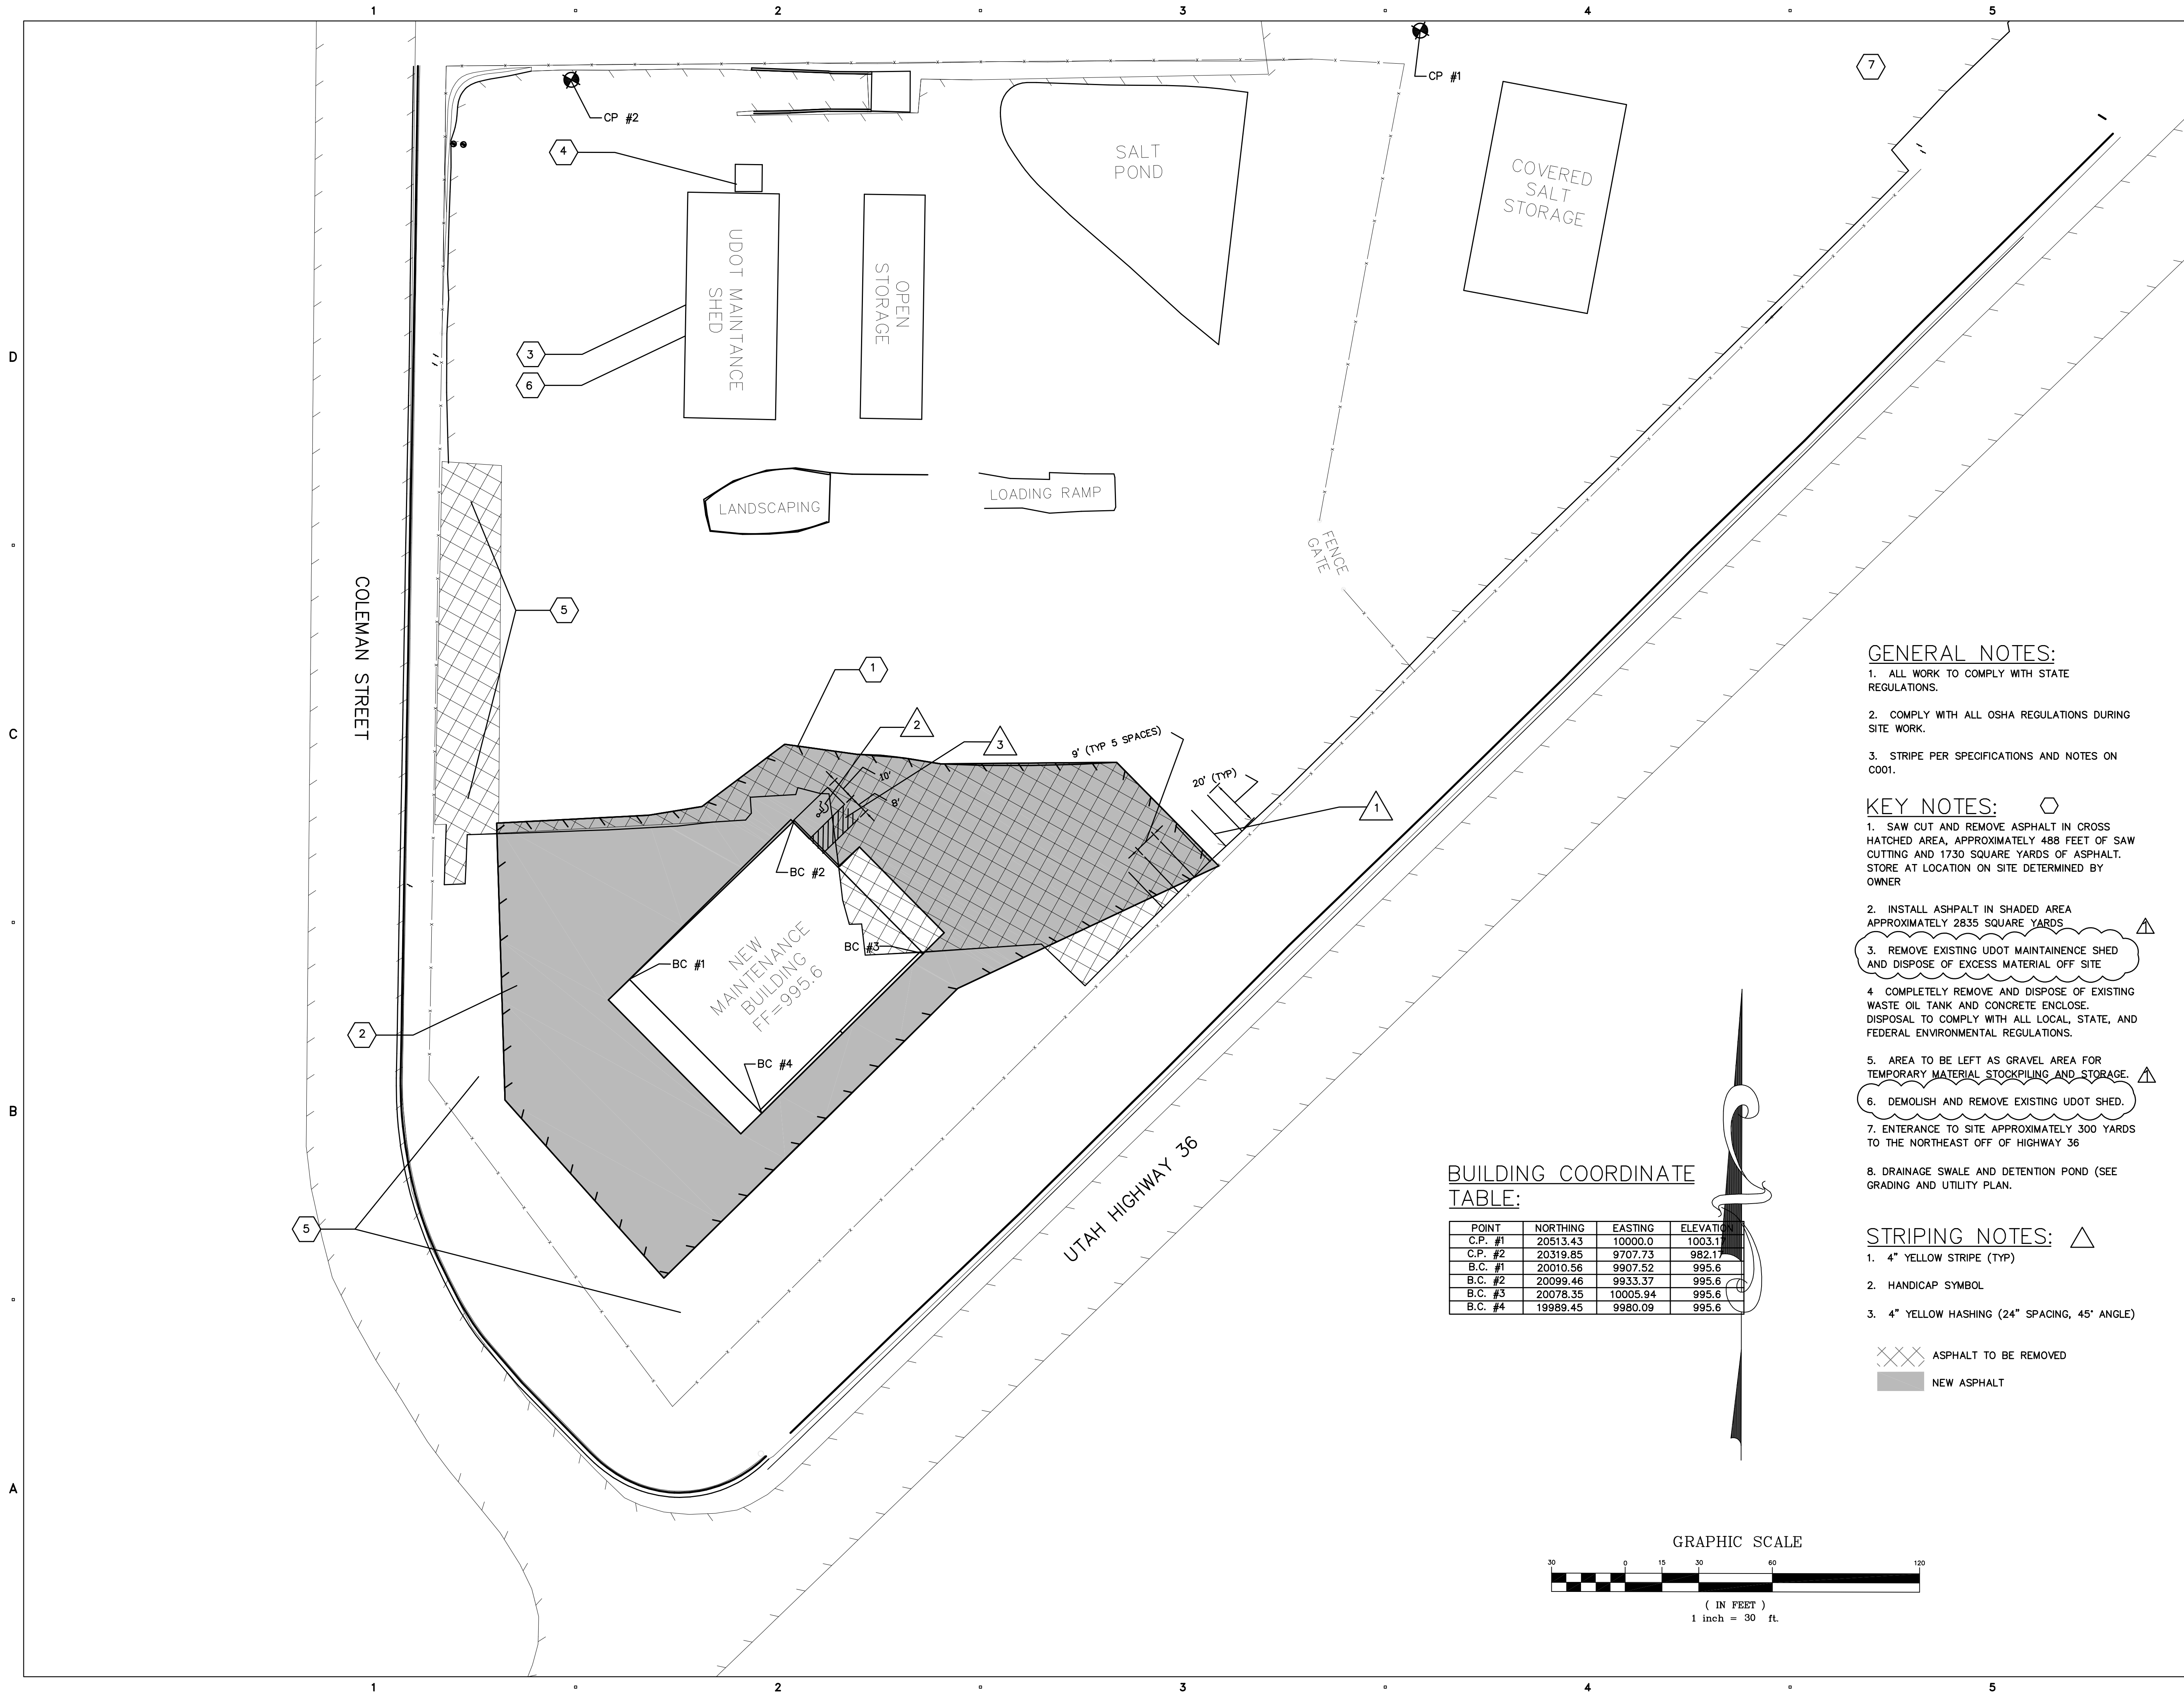 1 2 3 4 5
CP #1
7
CP #2
4
SALT
POND
COVERED
SALT
STORAGE
UDOT MAINTANCE
SHED
OPEN
STORAGE
3
6
D
LANDSCAPING
LOADING RAMP
FENCE
GATE
COLEMAN STREET
5
1
2
3
9' (TYP 5 SPACES)
20' (TYP)
1
10'
8'
C
BC #2
BC #3
BC #1
NEW
MAINTENANCE
BUILDING
FF=995.6
2
BC #4
B
5
UTAH HIGHWAY 36
A
GENERAL NOTES:
1. ALL WORK TO COMPLY WITH STATE
REGULATIONS.
2. COMPLY WITH ALL OSHA REGULATIONS DURING
SITE WORK.
3. STRIPE PER SPECIFICATIONS AND NOTES ON
C001.
KEY NOTES:
1. SAW CUT AND REMOVE ASPHALT IN CROSS
HATCHED AREA, APPROXIMATELY 488 FEET OF SAW
CUTTING AND 1730 SQUARE YARDS OF ASPHALT.
STORE AT LOCATION ON SITE DETERMINED BY
OWNER
2. INSTALL ASHPALT IN SHADED AREA
APPROXIMATELY 2835 SQUARE YARDS
1
3. REMOVE EXISTING UDOT MAINTAINENCE SHED
AND DISPOSE OF EXCESS MATERIAL OFF SITE
4 COMPLETELY REMOVE AND DISPOSE OF EXISTING
WASTE OIL TANK AND CONCRETE ENCLOSE.
DISPOSAL TO COMPLY WITH ALL LOCAL, STATE, AND
FEDERAL ENVIRONMENTAL REGULATIONS.
5. AREA TO BE LEFT AS GRAVEL AREA FOR
TEMPORARY MATERIAL STOCKPILING AND STORAGE.
1
6. DEMOLISH AND REMOVE EXISTING UDOT SHED.
7. ENTERANCE TO SITE APPROXIMATELY 300 YARDS
TO THE NORTHEAST OFF OF HIGHWAY 36
8. DRAINAGE SWALE AND DETENTION POND (SEE
GRADING AND UTILITY PLAN.
STRIPING NOTES:
1. 4" YELLOW STRIPE (TYP)
2. HANDICAP SYMBOL
3. 4" YELLOW HASHING (24" SPACING, 45° ANGLE)
ASPHALT TO BE REMOVED
NEW ASPHALT
BUILDING COORDINATE
TABLE:
POINT NORTHING EASTING ELEVATION
C.P. #1 20513.43 10000.0 1003.17
C.P. #2 20319.85 9707.73 982.17
B.C. #1 20010.56 9907.52 995.6
B.C. #2 20099.46 9933.37 995.6
B.C. #3 20078.35 10005.94 995.6
B.C. #4 19989.45 9980.09 995.6
GRAPHIC SCALE
30 0 15 30 60 120
( IN FEET )
1 inch = 30 ft.
1 2 3 4 5